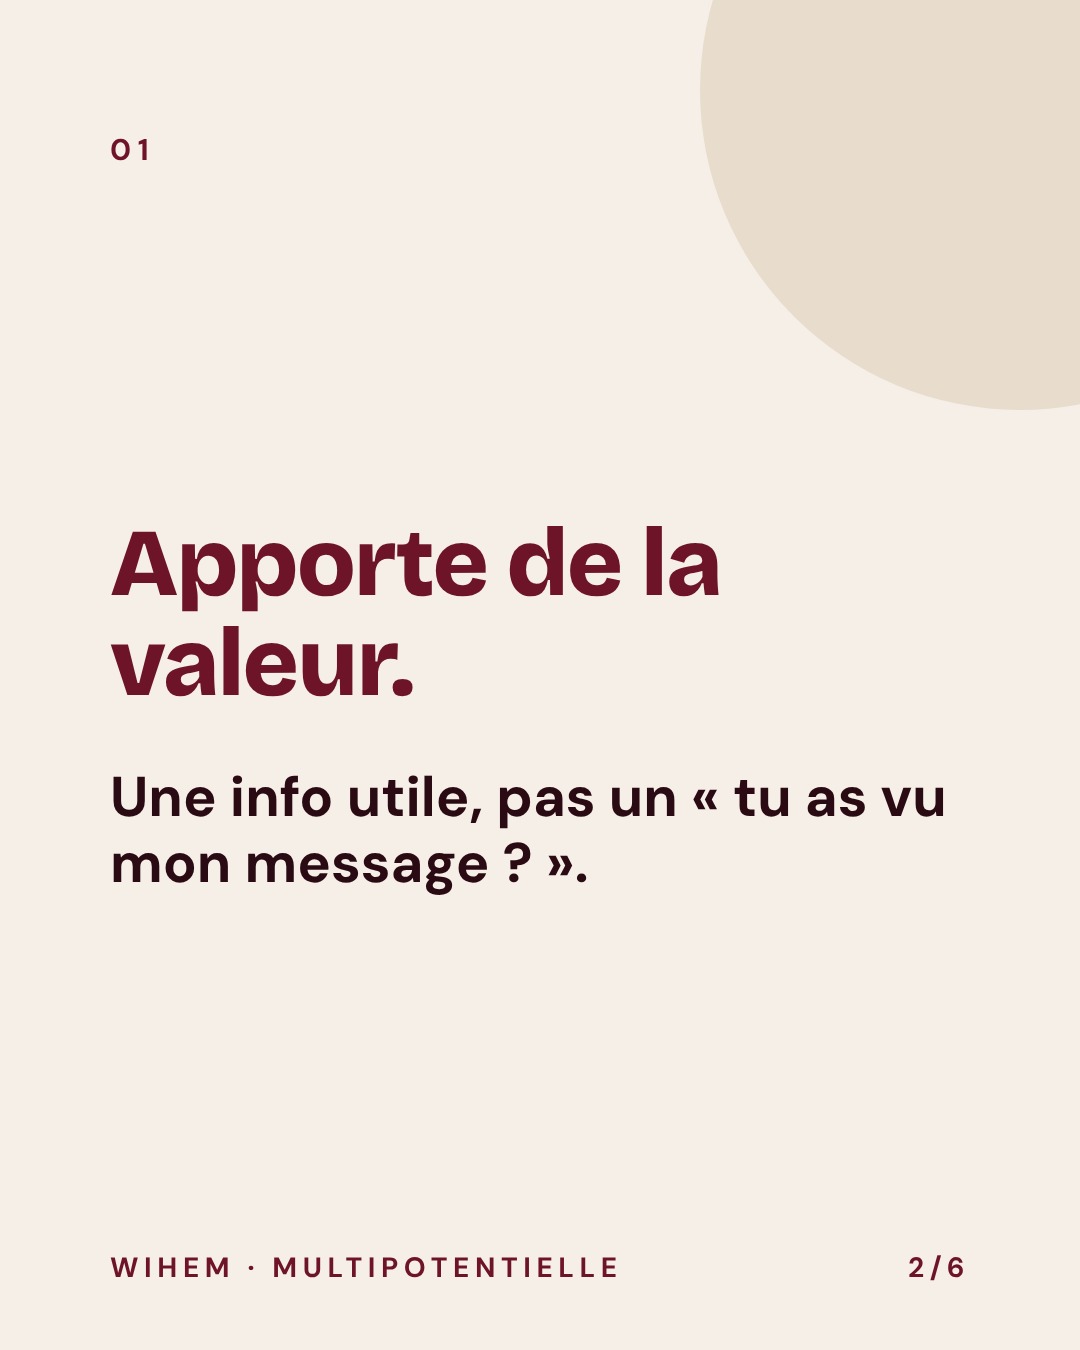 01
Apporte de la
valeur.
Une info utile, pas un « tu as vu
mon message ? ».
WIHEM · MULTIPOTENTIELLE
2/6